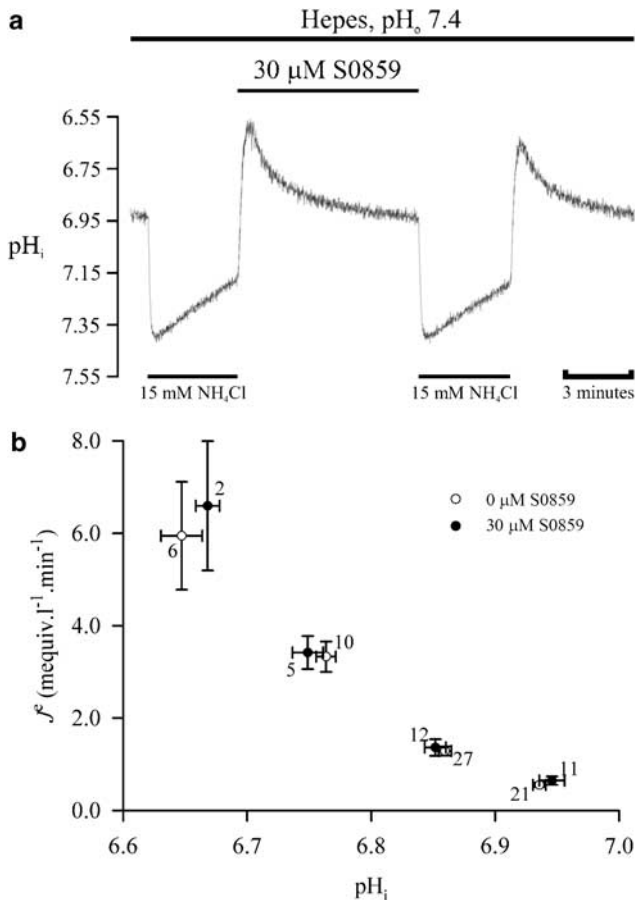 a
Hepes, pHₒ 7.4
30 µM S0859
6.55
6.75
6.95
7.15
7.35
7.55
pHᵢ
15 mM NH₄Cl
15 mM NH₄Cl
3 minutes
b
8.0
6.0
4.0
2.0
0.0
Jᵉ (mequiv.l⁻¹.min⁻¹)
0 µM S0859
30 µM S0859
2
6
10
5
12
27
11
21
6.6
6.7
6.8
6.9
7.0
pHᵢ